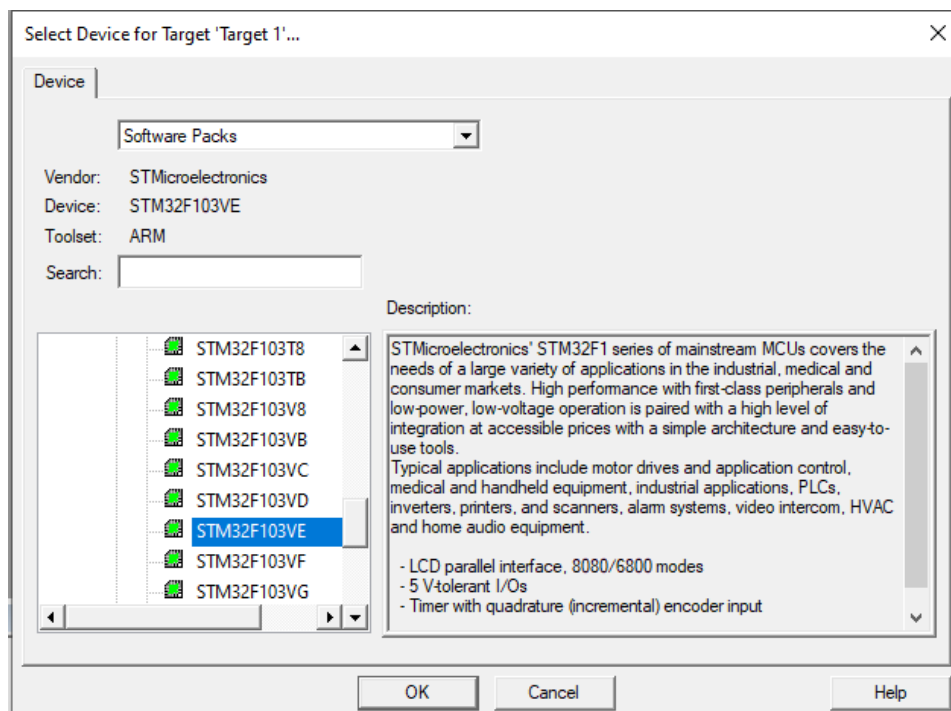 Select Device for Target 'Target 1'...
Device
Software Packs
Vendor: STMicroelectronics
Device: STM32F103VE
Toolset: ARM
Search:
Description:
STM32F103T8
STM32F103TB
STM32F103V8
STM32F103VB
STM32F103VC
STM32F103VD
STM32F103VE
STM32F103VF
STM32F103VG
STMicroelectronics' STM32F1 series of mainstream MCUs covers the
needs of a large variety of applications in the industrial, medical and
consumer markets. High performance with first-class peripherals and
low-power, low-voltage operation is paired with a high level of
integration at accessible prices with a simple architecture and easy-to-
use tools.
Typical applications include motor drives and application control,
medical and handheld equipment, industrial applications, PLCs,
inverters, printers, and scanners, alarm systems, video intercom, HVAC
and home audio equipment.
- LCD parallel interface, 8080/6800 modes
- 5 V-tolerant I/Os
- Timer with quadrature (incremental) encoder input
OK
Cancel
Help